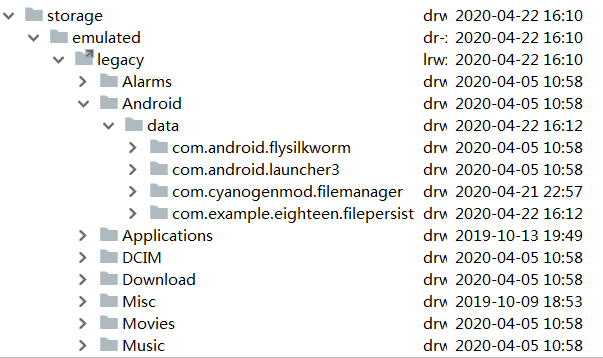 storage drw 2020-04-22 16:10
emulated dr-x 2020-04-22 16:10
legacy lrwx 2020-04-22 16:10
Alarms drw 2020-04-05 10:58
Android drw 2020-04-05 10:58
data drw 2020-04-22 16:12
com.android.flysilkworm drw 2020-04-05 10:58
com.android.launcher3 drw 2020-04-05 10:58
com.cyanogenmod.filemanager drw 2020-04-21 22:57
com.example.eighteen.filepersist drw 2020-04-22 16:12
Applications drw 2019-10-13 19:49
DCIM drw 2020-04-05 10:58
Download drw 2020-04-05 10:58
Misc drw 2019-10-09 18:53
Movies drw 2020-04-05 10:58
Music drw 2020-04-05 10:58